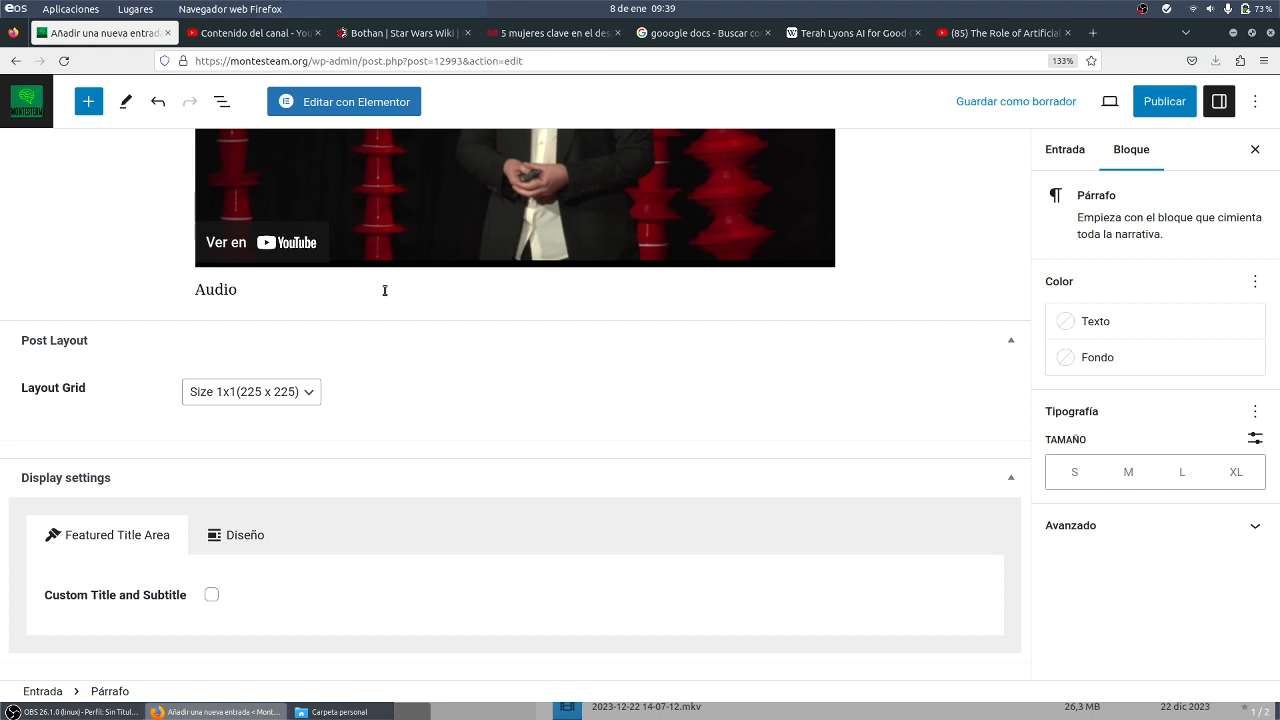 eos Aplicaciones Lugares Navegador web Firefox 8 de ene 09:39 73 %
Añadir una nueva entrada Contenido del canal - You Bothan | Star Wars Wiki | 5 mujeres clave en el des gooogle docs - Buscar co Terah Lyons AI for Good (85) The Role of Artificial
https://montesteam.org/wp-admin/post.php?post=12993&action=edit 133%
MONTESTEAM Editar con Elementor Guardar como borrador Publicar
Entrada Bloque
Párrafo
Empieza con el bloque que cimienta
toda la narrativa.
Ver en YouTube
Audio
Color
Texto
Fondo
Post Layout
Layout Grid Size 1x1(225 x 225)
Tipografía
TAMAÑO
S M L XL
Display settings
Avanzado
Featured Title Area Diseño
Custom Title and Subtitle
Entrada Párrafo
OBS 26.1.0 (linux) - Perfil: Sin Titul... Añadir una nueva entrada < Mont... Carpeta personal 2023-12-22 14-07-12.mkv 26,3 MB 22 dic 2023 1 / 2